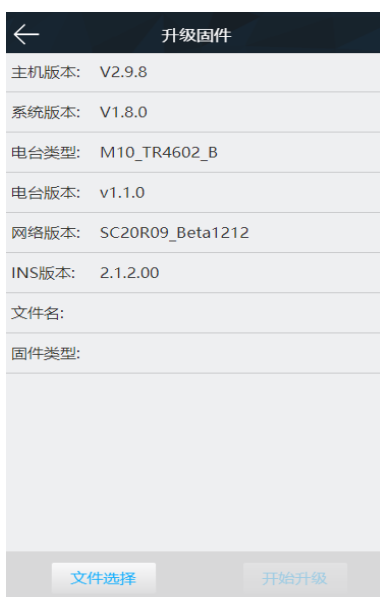 升级固件
主机版本: V2.9.8
系统版本: V1.8.0
电台类型: M10_TR4602_B
电台版本: v1.1.0
网络版本: SC20R09_Beta1212
INS版本: 2.1.2.00
文件名:
固件类型:
文件选择 开始升级